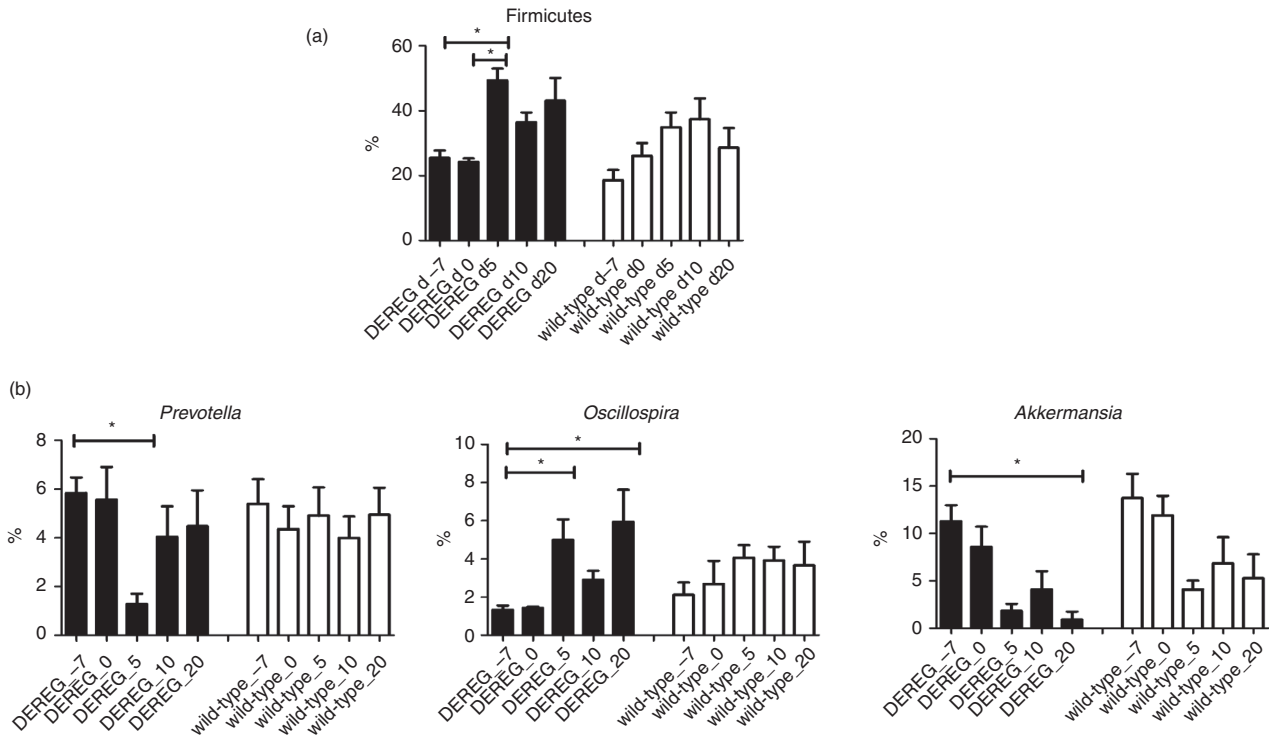 Firmicutes
(a)
*
*
60
40
20
0
%
DEREG d –7
DEREG d 0
DEREG d5
DEREG d10
DEREG d20
wild-type d–7
wild-type d0
wild-type d5
wild-type d10
wild-type d20
(b)
Prevotella
*
8
6
4
2
0
%
DEREG_–7
DEREG_0
DEREG_5
DEREG_10
DEREG_20
wild-type_–7
wild-type_0
wild-type_5
wild-type_10
wild-type_20
Oscillospira
*
*
10
8
6
4
2
0
%
DEREG_–7
DEREG_0
DEREG_5
DEREG_10
DEREG_20
wild-type_–7
wild-type_0
wild-type_5
wild-type_10
wild-type_20
Akkermansia
*
20
15
10
5
0
%
DEREG_–7
DEREG_0
DEREG_5
DEREG_10
DEREG_20
wild-type_–7
wild-type_0
wild-type_5
wild-type_10
wild-type_20